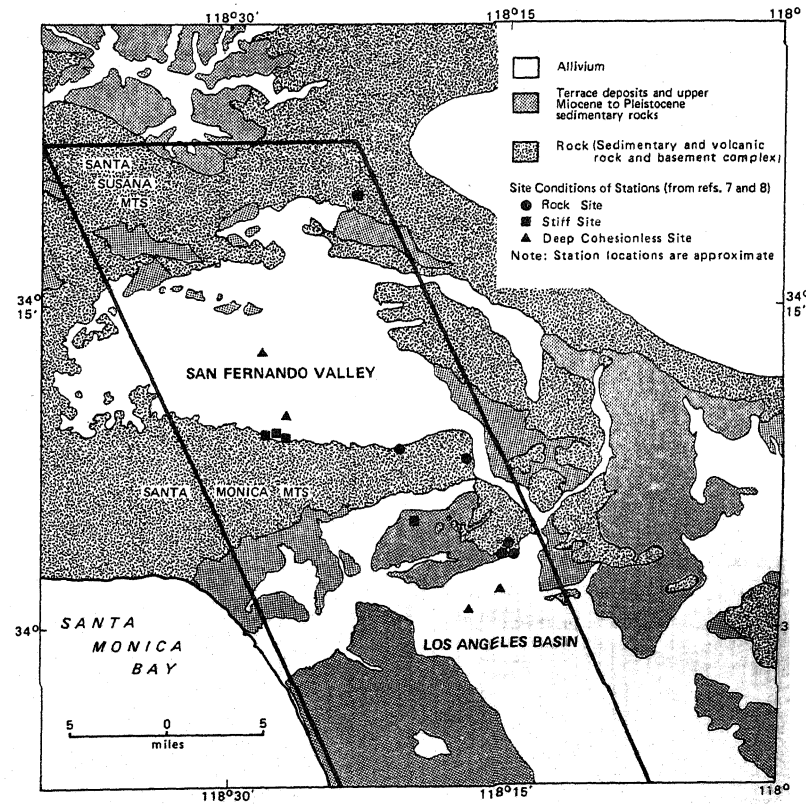 118°30'
118°15'
118°
Allivium
Terrace deposits and upper
Miocene to Pleistocene
sedimentary rocks
Rock (Sedimentary and volcanic
rock and basement complex)
Site Conditions of Stations (from refs. 7 and 8)
Rock Site
Stiff Site
Deep Cohesionless Site
Note: Station locations are approximate
SANTA
SUSANA
MTS
34°
15'
34°
15'
SAN FERNANDO VALLEY
SANTA MONICA MTS
34°
SANTA
MONICA
BAY
LOS ANGELES BASIN
5 0 5
miles
118°30'
118°15'
118°